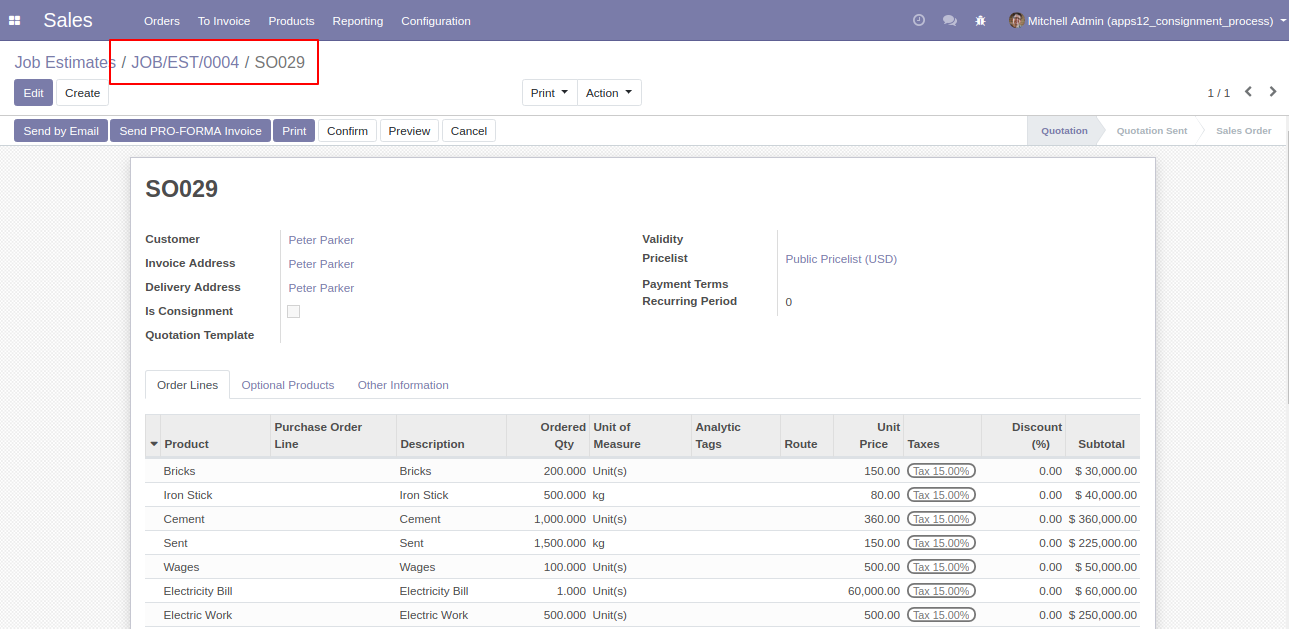 Sales Orders To Invoice Products Reporting Configuration Mitchell Admin (apps12_consignment_process)
Job Estimates / JOB/EST/0004 / SO029
Edit Create Print Action 1 / 1
Send by Email Send PRO-FORMA Invoice Print Confirm Preview Cancel Quotation Quotation Sent Sales Order
SO029
Customer Peter Parker
Invoice Address Peter Parker
Delivery Address Peter Parker
Is Consignment
Quotation Template
Validity
Pricelist Public Pricelist (USD)
Payment Terms
Recurring Period 0
Order Lines Optional Products Other Information
Product Purchase Order Line Description Ordered Qty Unit of Measure Analytic Tags Route Unit Price Taxes Discount (%) Subtotal
Bricks Bricks 200.000 Unit(s) 150.00 Tax 15.00% 0.00 $ 30,000.00
Iron Stick Iron Stick 500.000 kg 80.00 Tax 15.00% 0.00 $ 40,000.00
Cement Cement 1,000.000 Unit(s) 360.00 Tax 15.00% 0.00 $ 360,000.00
Sent Sent 1,500.000 kg 150.00 Tax 15.00% 0.00 $ 225,000.00
Wages Wages 100.000 Unit(s) 500.00 Tax 15.00% 0.00 $ 50,000.00
Electricity Bill Electricity Bill 1.000 Unit(s) 60,000.00 Tax 15.00% 0.00 $ 60,000.00
Electric Work Electric Work 500.000 Unit(s) 500.00 Tax 15.00% 0.00 $ 250,000.00